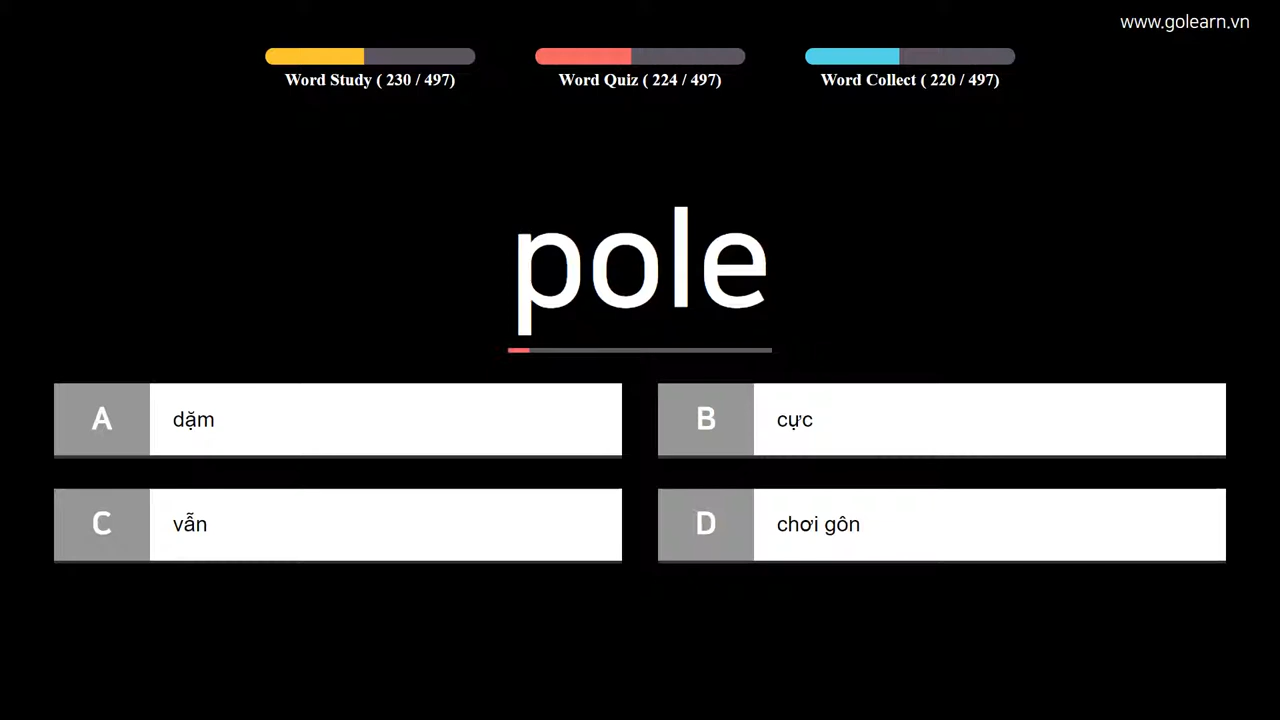 www.golearn.vn
Word Study ( 230 / 497)
Word Quiz ( 224 / 497)
Word Collect ( 220 / 497)
pole
A dặm
B cực
C vẫn
D chơi gôn